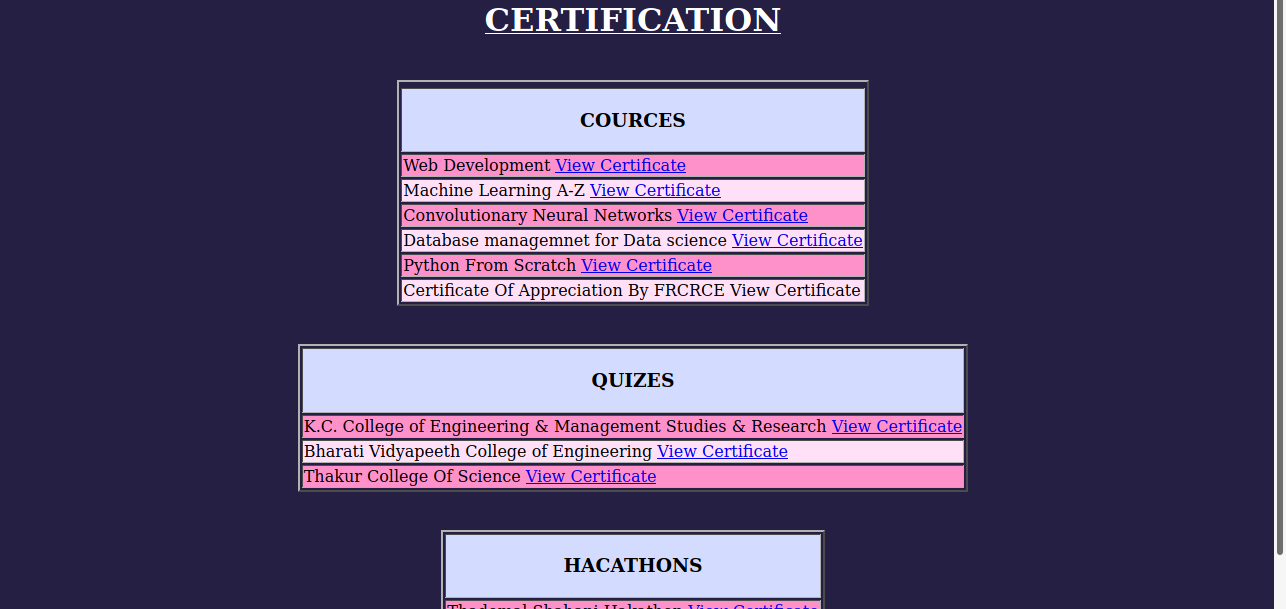 CERTIFICATION
COURCES
Web Development View Certificate
Machine Learning A-Z View Certificate
Convolutionary Neural Networks View Certificate
Database managemnet for Data science View Certificate
Python From Scratch View Certificate
Certificate Of Appreciation By FRCRCE View Certificate
QUIZES
K.C. College of Engineering & Management Studies & Research View Certificate
Bharati Vidyapeeth College of Engineering View Certificate
Thakur College Of Science View Certificate
HACATHONS
View Certificate